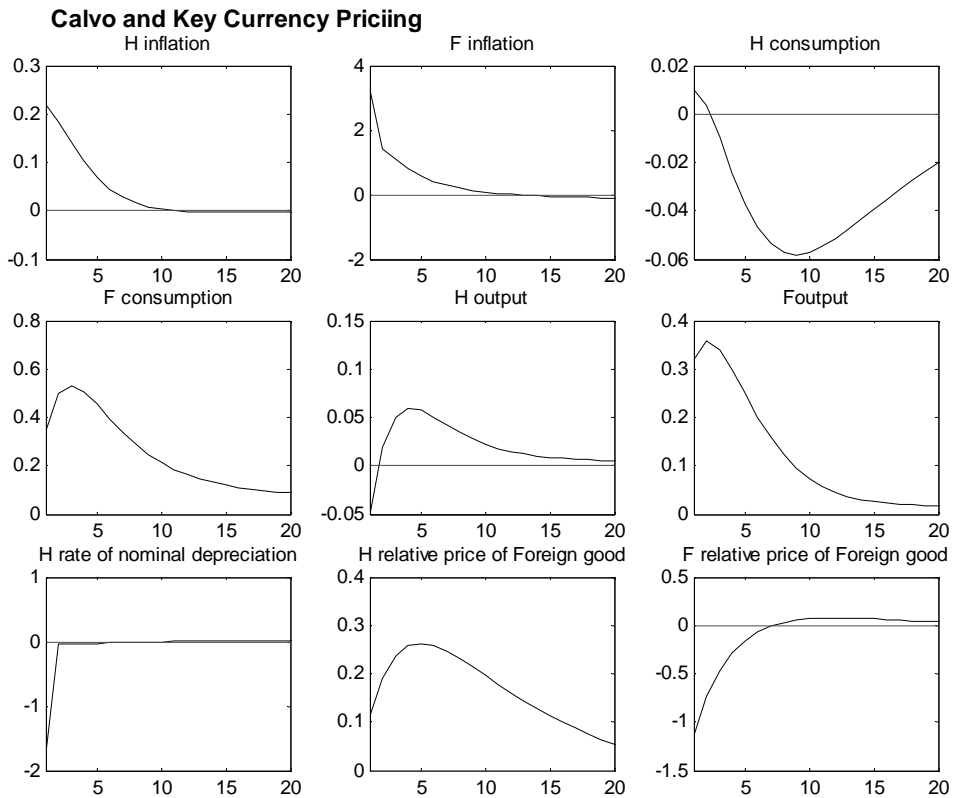 Calvo and Key Currency Priciing
H inflation
F inflation
H consumption
0.3
0.2
0.1
0
-0.1
5 10 15 20
4
2
0
-2
5 10 15 20
0.02
0
-0.02
-0.04
-0.06
5 10 15 20
F consumption
H output
Foutput
0.8
0.6
0.4
0.2
0
5 10 15 20
0.15
0.1
0.05
0
-0.05
5 10 15 20
0.4
0.3
0.2
0.1
0
5 10 15 20
H rate of nominal depreciation
H relative price of Foreign good
F relative price of Foreign good
1
0
-1
-2
5 10 15 20
0.4
0.3
0.2
0.1
0
5 10 15 20
0.5
0
-0.5
-1
-1.5
5 10 15 20